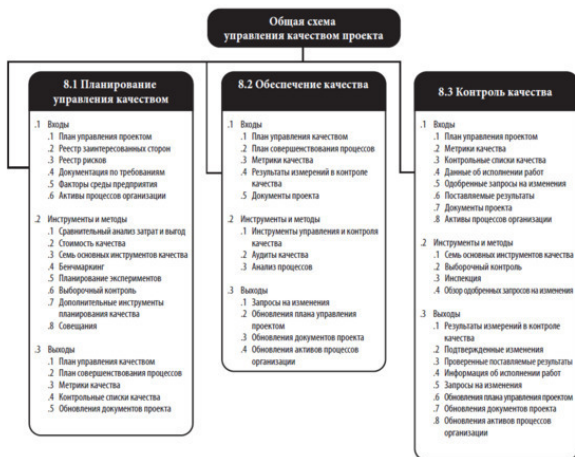 Общая схема
управления качеством проекта
8.1 Планирование
управления качеством
.1 Входы
.1 План управления проектом
.2 Реестр заинтересованных сторон
.3 Реестр рисков
.4 Документация по требованиям
.5 Факторы среды предприятия
.6 Активы процессов организации
.2 Инструменты и методы
.1 Сравнительный анализ затрат и выгод
.2 Стоимость качества
.3 Семь основных инструментов качества
.4 Бенчмаркинг
.5 Планирование экспериментов
.6 Выборочный контроль
.7 Дополнительные инструменты
планирования качества
.8 Совещания
.3 Выходы
.1 План управления качеством
.2 План совершенствования процессов
.3 Метрики качества
.4 Контрольные списки качества
.5 Обновления документов проекта
8.2 Обеспечение качества
.1 Входы
.1 План управления качеством
.2 План совершенствования процессов
.3 Метрики качества
.4 Результаты измерений в контроле
качества
.5 Документы проекта
.2 Инструменты и методы
.1 Инструменты управления и контроля
качества
.2 Аудиты качества
.3 Анализ процессов
.3 Выходы
.1 Запросы на изменения
.2 Обновления плана управления
проектом
.3 Обновления документов проекта
.4 Обновления активов процессов
организации
8.3 Контроль качества
.1 Входы
.1 План управления проектом
.2 Метрики качества
.3 Контрольные списки качества
.4 Данные об исполнении работ
.5 Одобренные запросы на изменения
.6 Поставляемые результаты
.7 Документы проекта
.8 Активы процессов организации
.2 Инструменты и методы
.1 Семь основных инструментов качества
.2 Выборочный контроль
.3 Инспекция
.4 Обзор одобренных запросов на изменения
.3 Выходы
.1 Результаты измерений в контроле
качества
.2 Подтвержденные изменения
.3 Проверенные поставляемые результаты
.4 Информация об исполнении работ
.5 Запросы на изменения
.6 Обновления плана управления проектом
.7 Обновления документов проекта
.8 Обновления активов процессов
организации